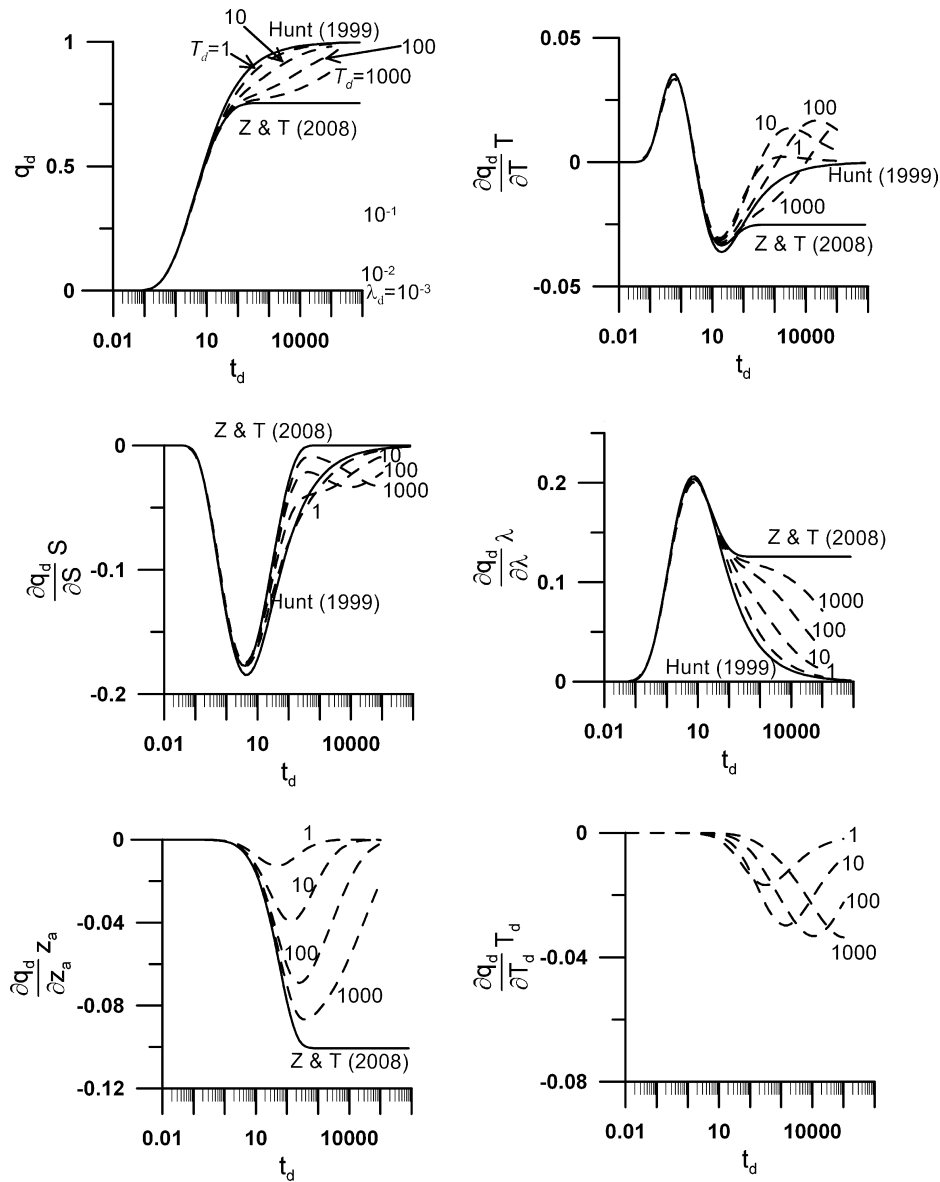 10
Hunt (1999)
T_d=1
100
T_d=1000
Z & T (2008)
10^-1
10^-2
λ_d=10^-3
1
0.5
0
q_d
0.01 10 10000
t_d
0.05
0
-0.05
∂q_d/∂T T
100
10
1
Hunt (1999)
1000
Z & T (2008)
0.01 10 10000
t_d
0
-0.1
-0.2
∂q_d/∂S S
Z & T (2008)
10
100
1000
1
Hunt (1999)
0.01 10 10000
t_d
0.2
0.1
0
∂q_d/∂λ λ
Z & T (2008)
1000
100
10
1
Hunt (1999)
0.01 10 10000
t_d
0
-0.04
-0.08
-0.12
∂q_d/∂z_a z_a
1
10
100
1000
Z & T (2008)
0.01 10 10000
t_d
0
-0.04
-0.08
∂q_d/∂T_d T_d
1
10
100
1000
0.01 10 10000
t_d